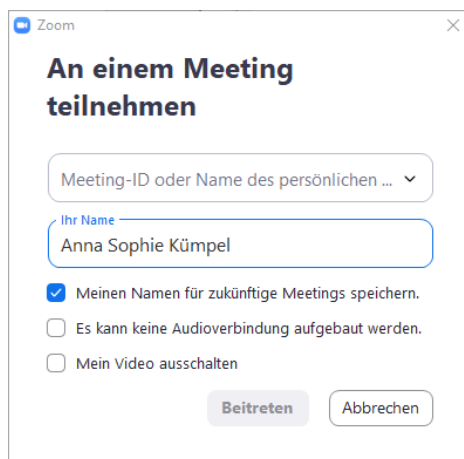 Zoom
An einem Meeting
teilnehmen
Meeting-ID oder Name des persönlichen ...
Ihr Name
Anna Sophie Kümpel
Meinen Namen für zukünftige Meetings speichern.
Es kann keine Audioverbindung aufgebaut werden.
Mein Video ausschalten
Beitreten Abbrechen